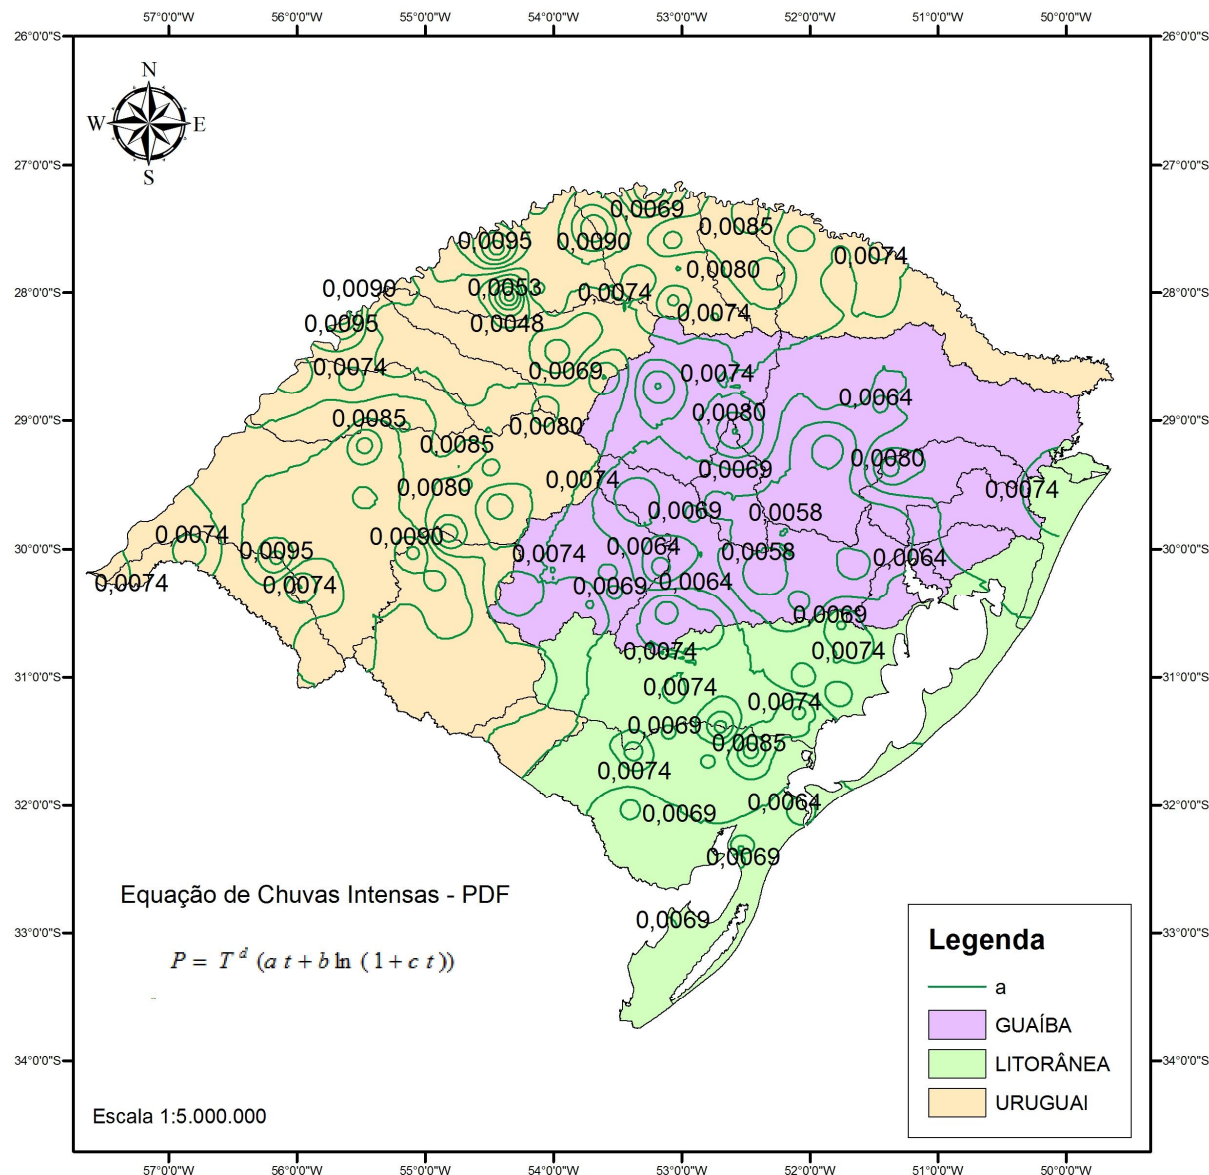 57°0'0"W 56°0'0"W 55°0'0"W 54°0'0"W 53°0'0"W 52°0'0"W 51°0'0"W 50°0'0"W
26°0'0"S 26°0'0"S
N
W E
S
27°0'0"S 27°0'0"S
0,0069
0,0085
0,0095 0,0090
0,0074
0,0080
0,0090 0,0053 0,0074
28°0'0"S 28°0'0"S
0,0074
0,0095 0,0048
0,0074 0,0069 0,0074
0,0064
0,0085 0,0080
29°0'0"S 29°0'0"S
0,0080
0,0085
0,0080
0,0069
0,0080 0,0074 0,0074
0,0069 0,0058
0,0074 0,0090
0,0095 0,0074 0,0064 0,0058 0,0064
30°0'0"S 30°0'0"S
0,0074 0,0074 0,0069 0,0064
0,0069
0,0074 0,0074
31°0'0"S 31°0'0"S
0,0074
0,0074
0,0069
0,0085
0,0074
32°0'0"S 32°0'0"S
0,0064
0,0069
0,0069
Equação de Chuvas Intensas - PDF
0,0069
33°0'0"S 33°0'0"S
P = T^d (a t + b ln (1 + c t))
Legenda
a
GUAÍBA
LITORÂNEA
URUGUAI
34°0'0"S 34°0'0"S
Escala 1:5.000.000
57°0'0"W 56°0'0"W 55°0'0"W 54°0'0"W 53°0'0"W 52°0'0"W 51°0'0"W 50°0'0"W